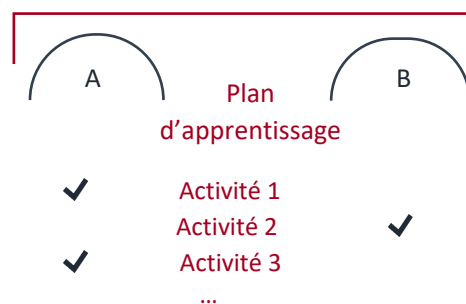 A
B
Plan
d’apprentissage
Activité 1
Activité 2
Activité 3
...